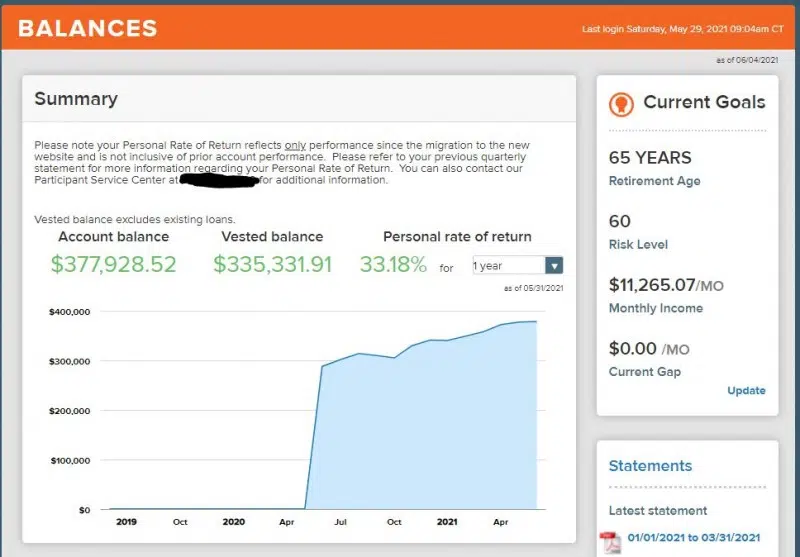 BALANCES
Last login Saturday, May 29, 2021 09:04am CT
as of 06/04/2021
Summary
Please note your Personal Rate of Return reflects only performance since the migration to the
website and is not inclusive of prior account performance. Please refer to your previous quarterly
statement for more information regarding your Personal Rate of Return. You can also contact our
Participant Service Center at for additional information.
Vested balance excludes existing loans.
Account balance
Vested balance
Personal rate of return
$377,928.52
$335,331.91
33.18% for 1 year
as of 05/31/2021
$400,000
$300,000
$200,000
$100,000
$0
2019 Oct 2020 Apr Jul Oct 2021 Apr
Current Goals
65 YEARS
Retirement Age
60
Risk Level
$11,265.07/MO
Monthly Income
$0.00 /MO
Current Gap
Update
Statements
Latest statement
01/01/2021 to 03/31/2021